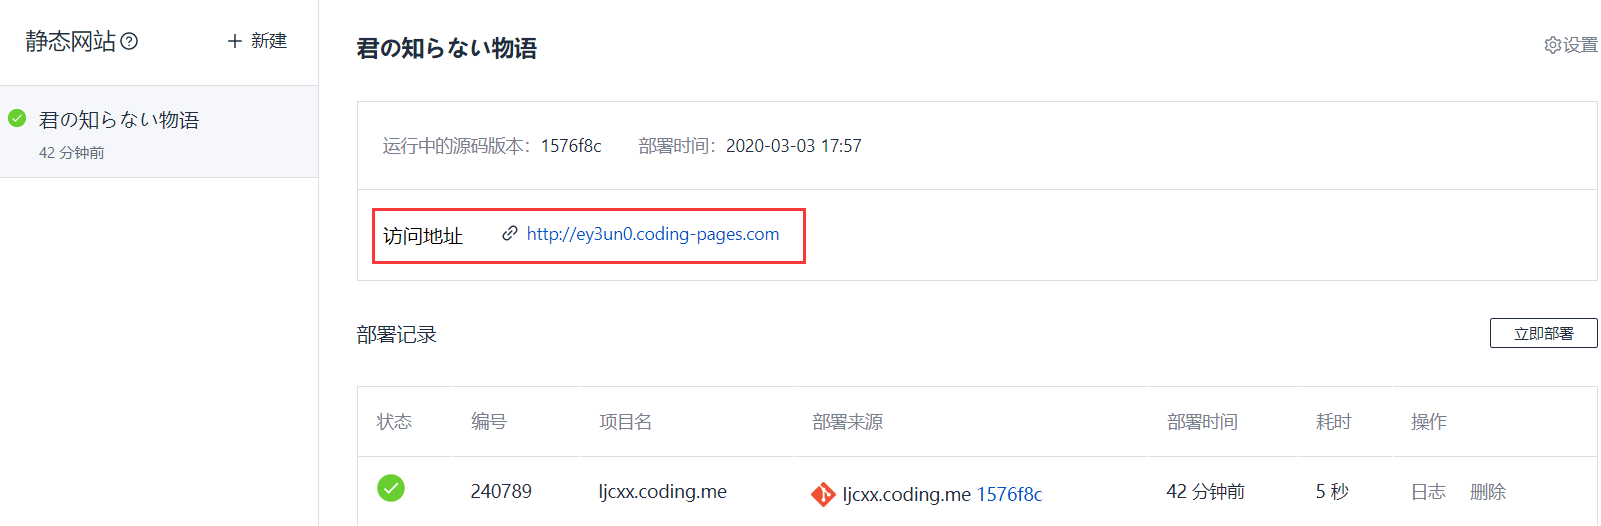 静态网站
新建
君の知らない物语
42 分钟前
君の知らない物语
设置
运行中的源码版本：1576f8c 部署时间：2020-03-03 17:57
访问地址 http://ey3un0.coding-pages.com
部署记录
立即部署
状态 编号 项目名 部署来源 部署时间 耗时 操作
240789 ljcxx.coding.me ljcxx.coding.me 1576f8c 42 分钟前 5 秒 日志 删除